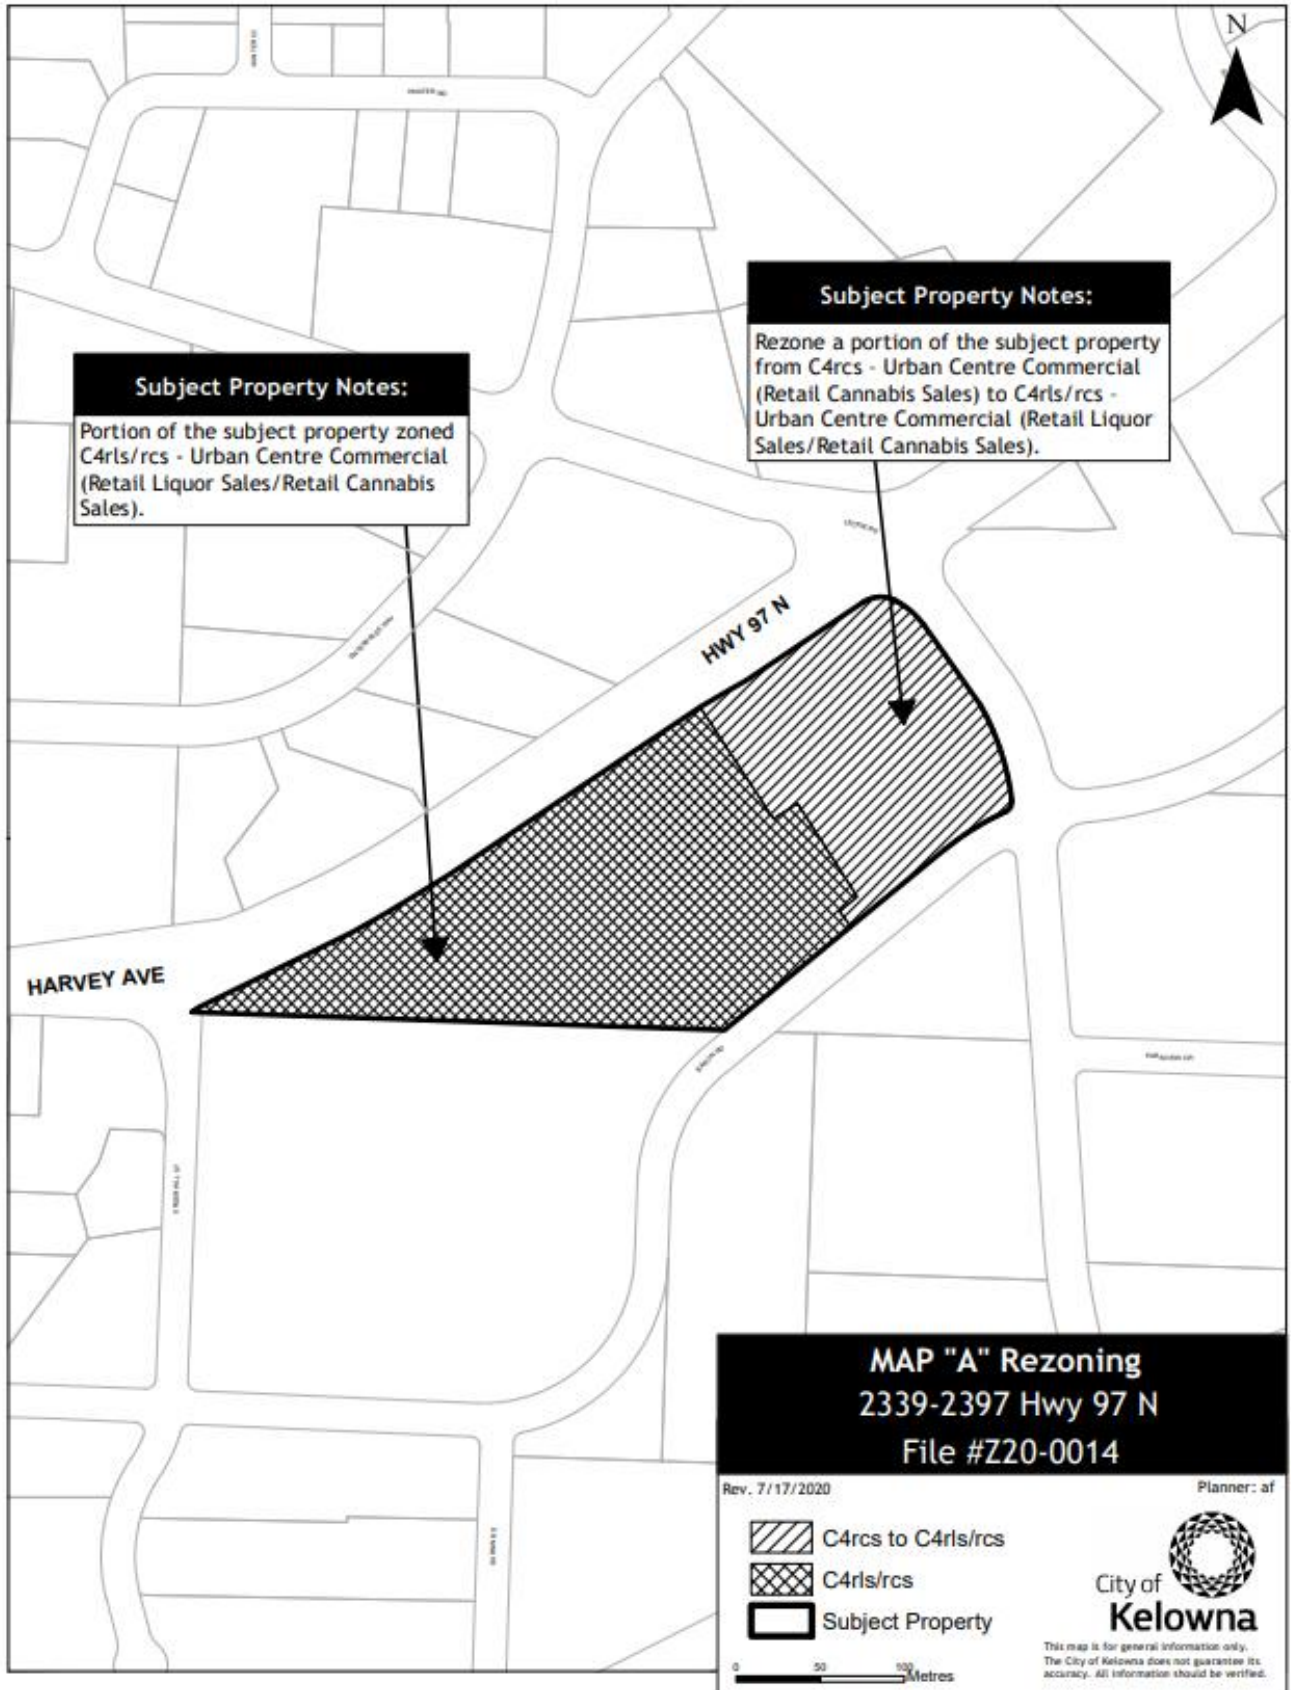 N
Subject Property Notes:
Rezone a portion of the subject property
from C4rcs - Urban Centre Commercial
(Retail Cannabis Sales) to C4rls/rcs -
Urban Centre Commercial (Retail Liquor
Sales/Retail Cannabis Sales).
Subject Property Notes:
Portion of the subject property zoned
C4rls/rcs - Urban Centre Commercial
(Retail Liquor Sales/Retail Cannabis
Sales).
HWY 97 N
HARVEY AVE
MAP "A" Rezoning
2339-2397 Hwy 97 N
File #Z20-0014
Rev. 7/17/2020
Planner: af
C4rcs to C4rls/rcs
C4rls/rcs
Subject Property
City of
Kelowna
This map is for general information only.
The City of Kelowna does not guarantee its
accuracy. All information should be verified.
0 50 100
Metres